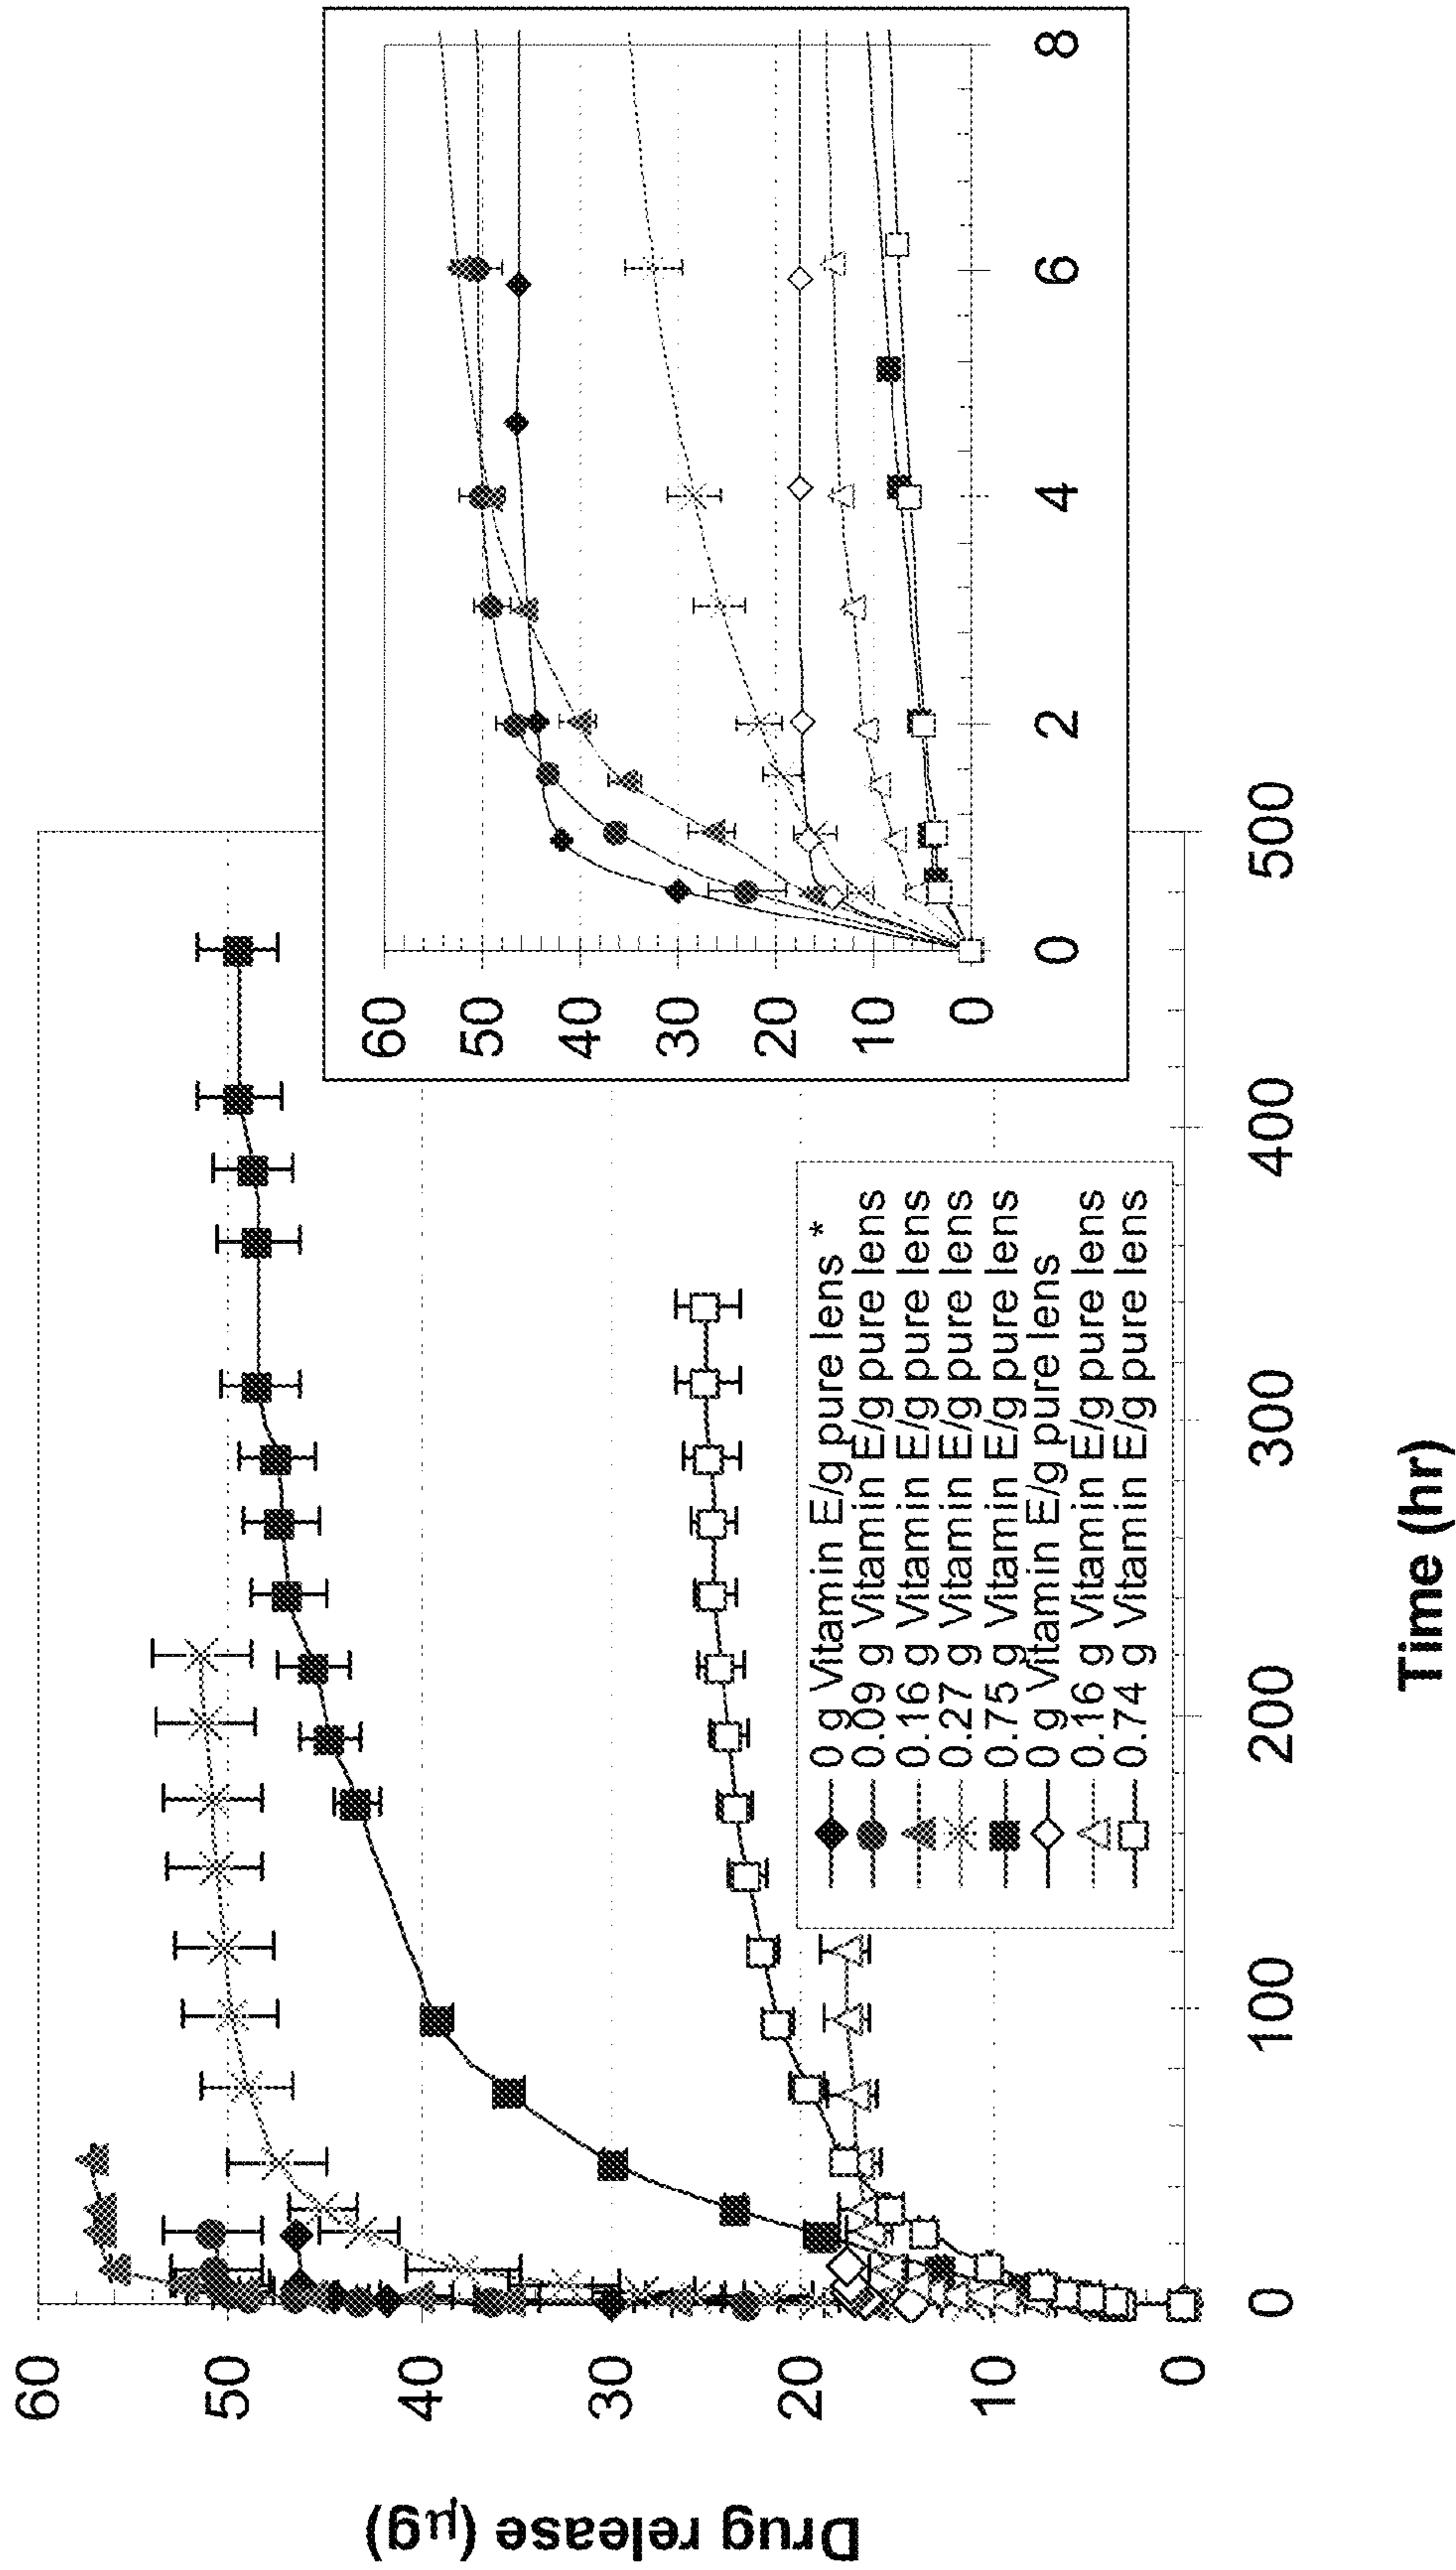 60
50
40
30
20
10
0
Drug release (µg)
60
50
40
30
20
10
0
0
2
4
6
8
0 g Vitamin E/g pure lens *
0.09 g Vitamin E/g pure lens
0.16 g Vitamin E/g pure lens
0.27 g Vitamin E/g pure lens
0.75 g Vitamin E/g pure lens
0 g Vitamin E/g pure lens
0.16 g Vitamin E/g pure lens
0.74 g Vitamin E/g pure lens
0
100
200
300
400
500
Time (hr)